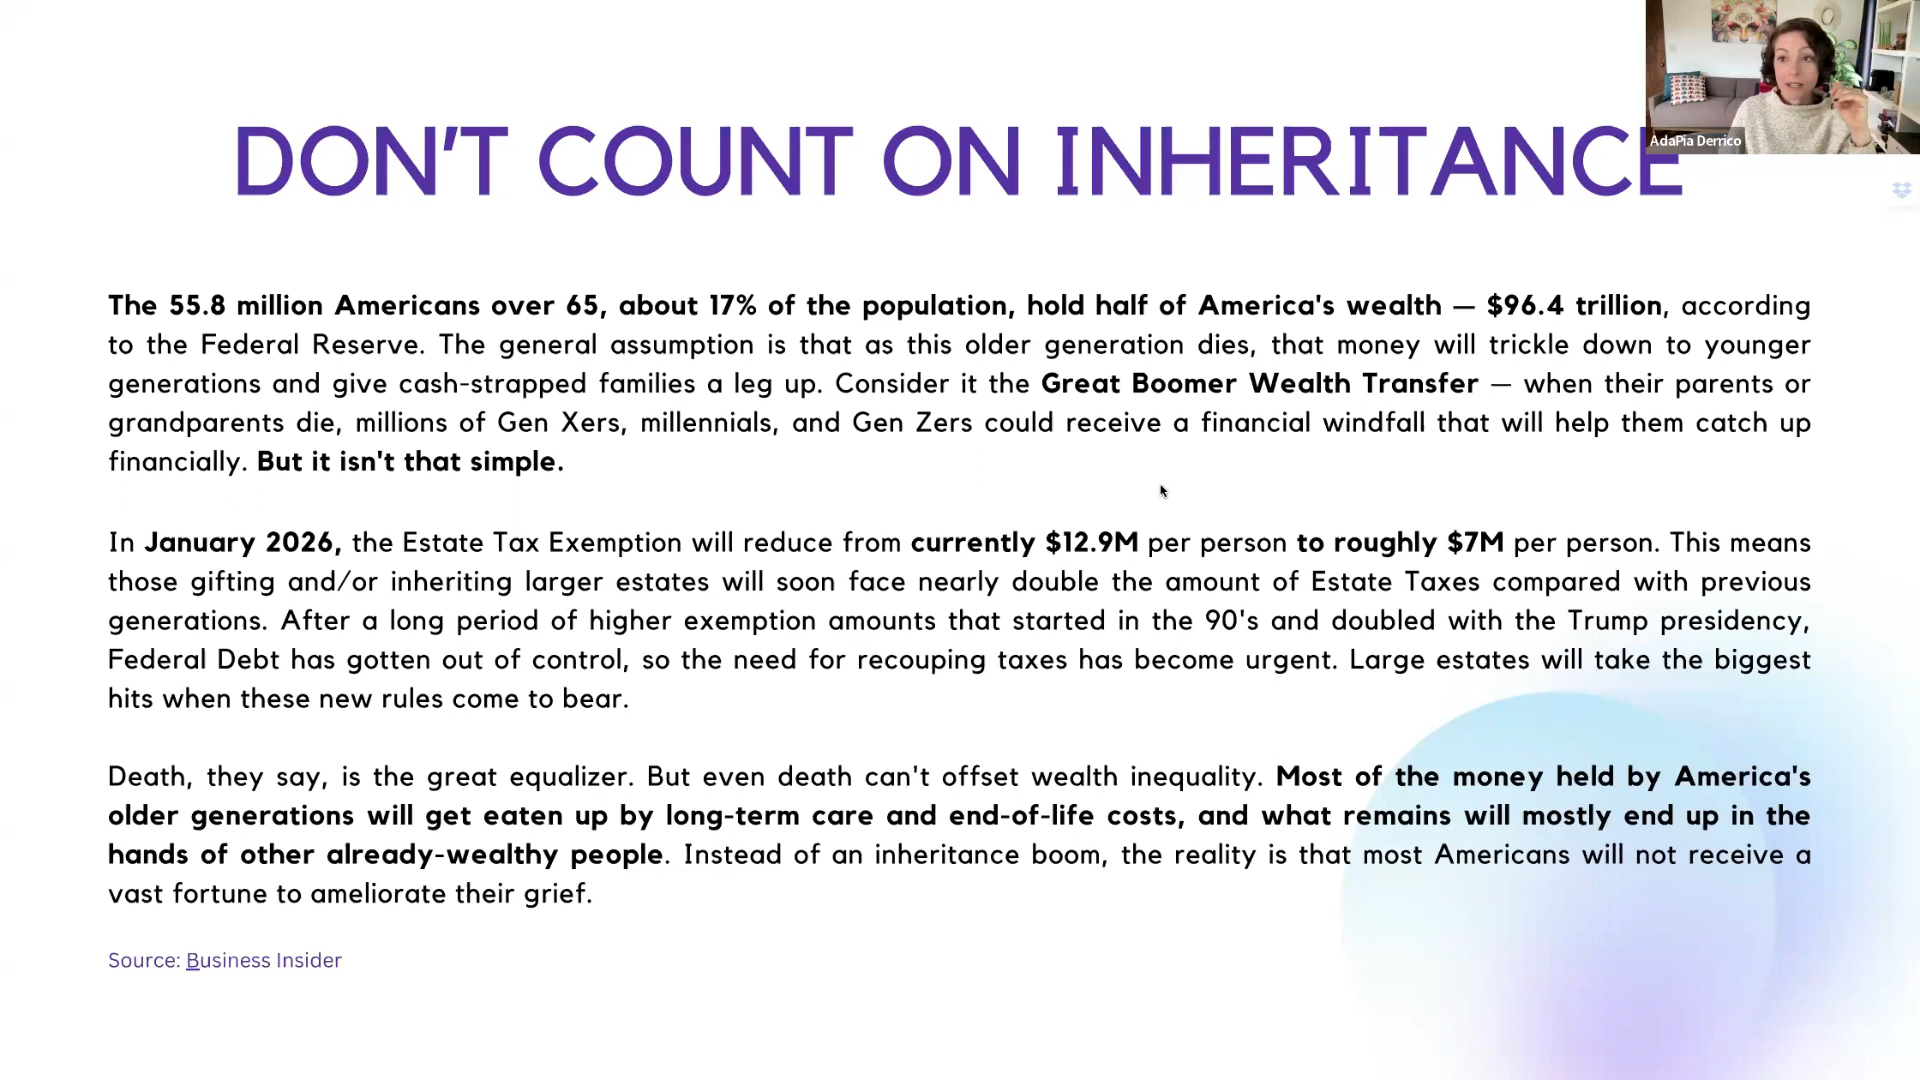 AdaPia Derrico
DON'T COUNT ON INHERITANCE
The 55.8 million Americans over 65, about 17% of the population, hold half of America's wealth — $96.4 trillion, according
to the Federal Reserve. The general assumption is that as this older generation dies, that money will trickle down to younger
generations and give cash-strapped families a leg up. Consider it the Great Boomer Wealth Transfer — when their parents or
grandparents die, millions of Gen Xers, millennials, and Gen Zers could receive a financial windfall that will help them catch up
financially. But it isn't that simple.
In January 2026, the Estate Tax Exemption will reduce from currently $12.9M per person to roughly $7M per person. This means
those gifting and/or inheriting larger estates will soon face nearly double the amount of Estate Taxes compared with previous
generations. After a long period of higher exemption amounts that started in the 90's and doubled with the Trump presidency,
Federal Debt has gotten out of control, so the need for recouping taxes has become urgent. Large estates will take the biggest
hits when these new rules come to bear.
Death, they say, is the great equalizer. But even death can't offset wealth inequality. Most of the money held by America's
older generations will get eaten up by long-term care and end-of-life costs, and what remains will mostly end up in the
hands of other already-wealthy people. Instead of an inheritance boom, the reality is that most Americans will not receive a
vast fortune to ameliorate their grief.
Source: Business Insider